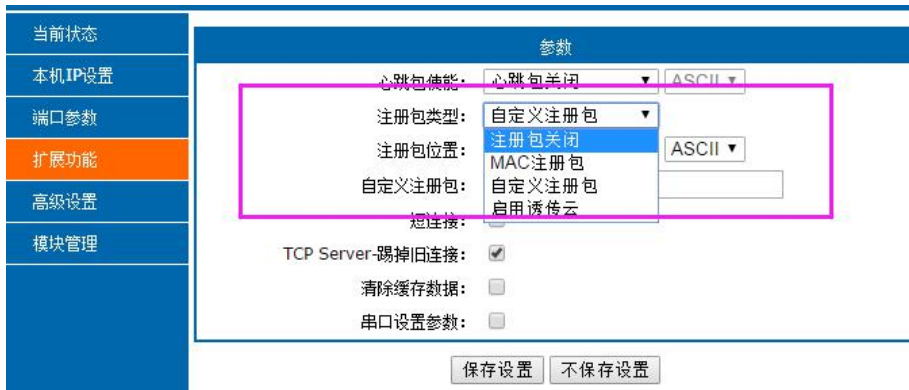 当前状态
本机IP设置
端口参数
扩展功能
高级设置
模块管理
参数
心跳包使能： 心跳包关闭 ASCII
注册包类型： 自定义注册包
注册包关闭
注册包位置： ASCII
MAC注册包
自定义注册包： 自定义注册包
启用透传云
短连接：
TCP Server-踢掉旧连接：
清除缓存数据：
串口设置参数：
保存设置 不保存设置